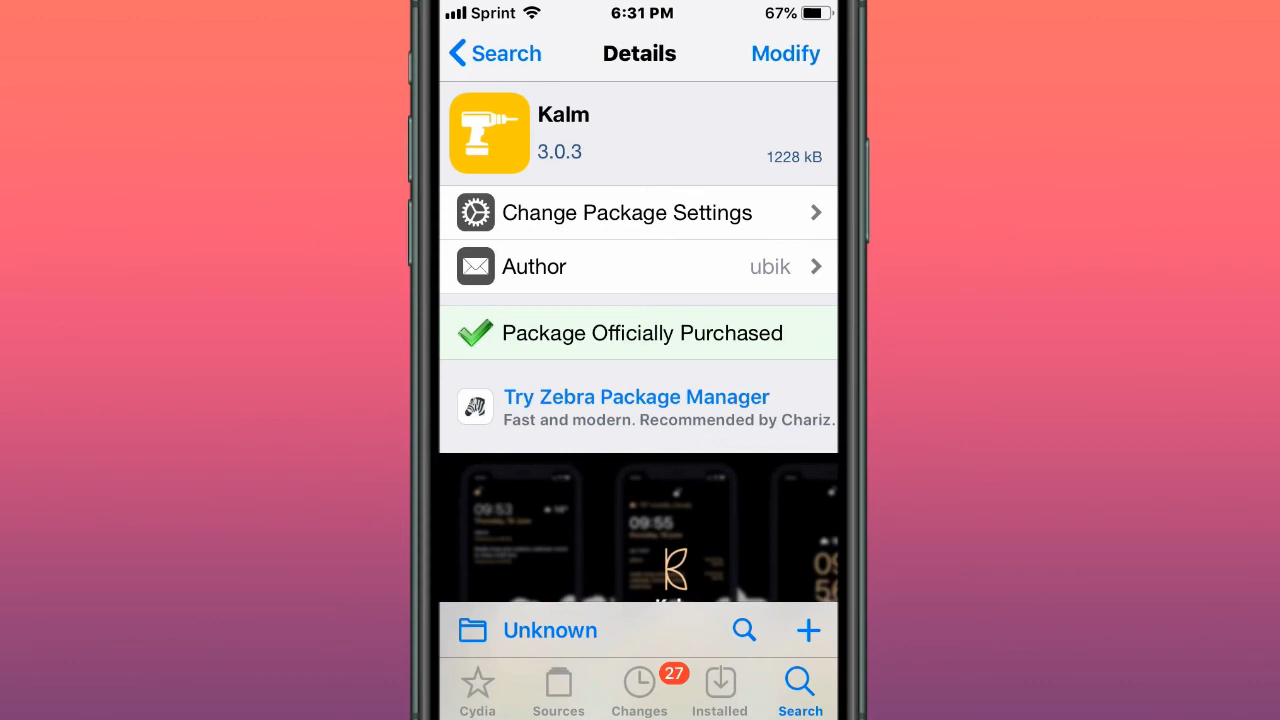 Sprint 6:31 PM 67%
Search Details Modify
Kalm
3.0.3 1228 kB
Change Package Settings
Author ubik
Package Officially Purchased
Try Zebra Package Manager
Fast and modern. Recommended by Chariz.
09:53
09:55
Unknown
27
Cydia Sources Changes Installed Search